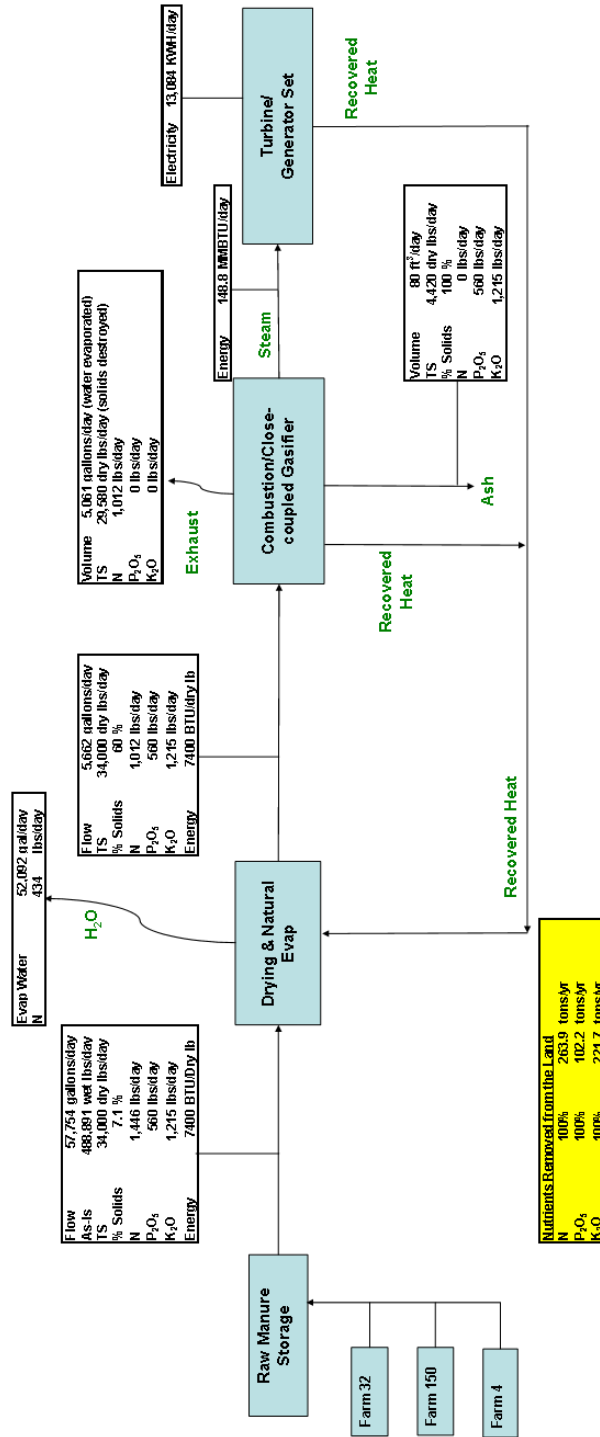 Farm 32
Farm 150
Farm 4
Raw Manure
Storage
Flow 57,754 gallons/day
As-Is 488,891 wet lbs/day
TS 34,000 dry lbs/day
% Solids 7.1 %
N 1,446 lbs/day
P₂O₅ 560 lbs/day
K₂O 1,215 lbs/day
Energy 7400 BTU/Dry lb
Drying & Natural
Evap
H₂O
Evap Water 52,092 gal/day
N 434 lbs/day
Flow 5,662 gallons/day
TS 34,000 dry lbs/day
% Solids 60 %
N 1,012 lbs/day
P₂O₅ 560 lbs/day
K₂O 1,215 lbs/day
Energy 7400 BTU/dry lb
Combustion/Close-
coupled Gasifier
Exhaust
Volume 5,061 gallons/day (water evaporated)
TS 29,580 dry lbs/day (solids destroyed)
N 1,012 lbs/day
P₂O₅ 0 lbs/day
K₂O 0 lbs/day
Steam
Energy 148.8 MMBTU/day
Turbine/
Generator Set
Electricity 13,084 KWH/day
Recovered
Heat
Ash
Volume 80 ft³/day
TS 4,420 dry lbs/day
% Solids 100 %
N 0 lbs/day
P₂O₅ 560 lbs/day
K₂O 1,215 lbs/day
Recovered
Heat
Recovered Heat
Nutrients Removed from the Land
N 100% 263.9 tons/yr
P₂O₅ 100% 102.2 tons/yr
K₂O 100% 221.7 tons/yr